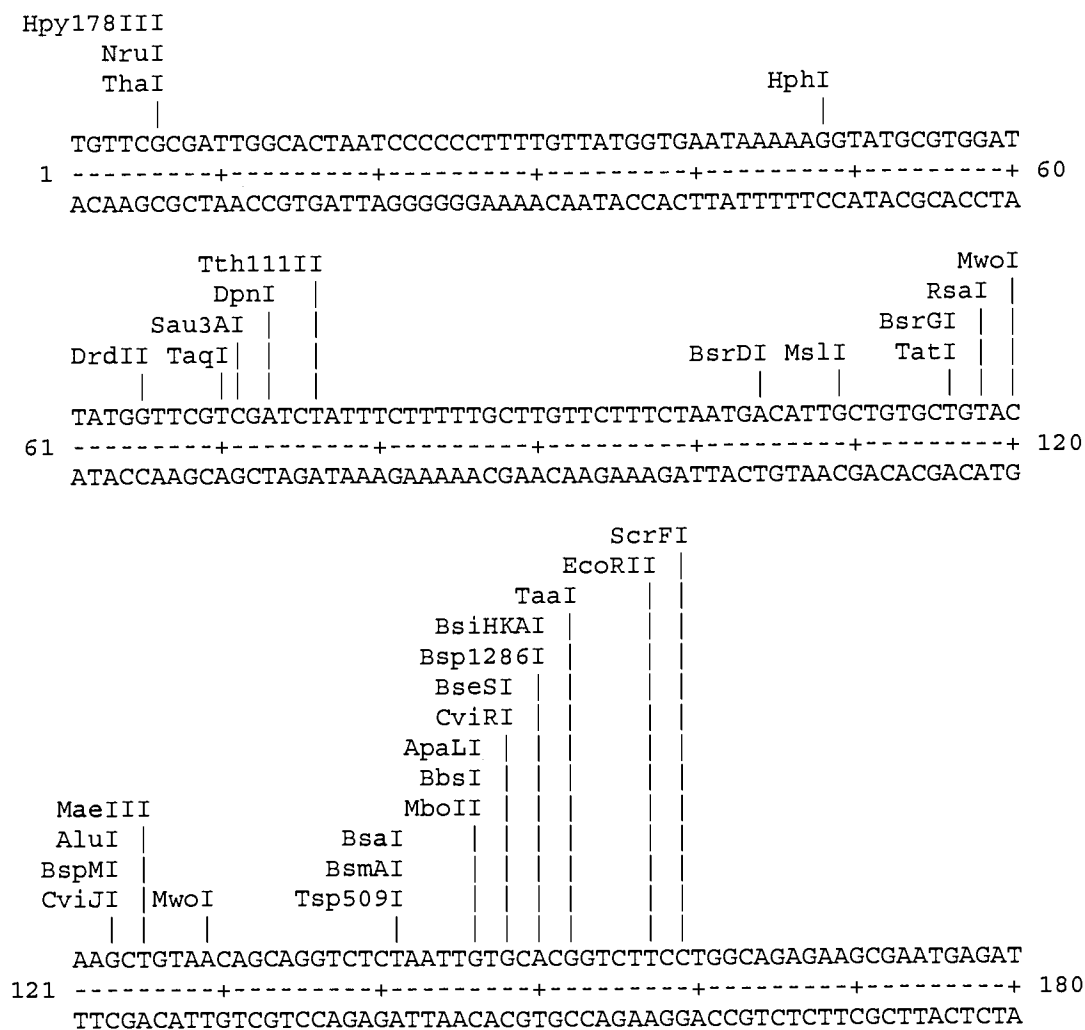 Hpy178III
NruI
ThaI HphI
TGTTCGCGATTGGCACTAATCCCCCCTTTTGTTATGGTGAATAAAAAGGTATGCGTGGAT
1 ---------+---------+---------+---------+---------+---------+ 60
ACAAGCGCTAACCGTGATTAGGGGGGAAAACAATACCACTTATTTTTCCATACGCACCTA
Tth111II MwoI
DpnI RsaI
Sau3AI BsrGI
DrdII TaqI BsrDI MslI TatI
TATGGTTCGTCGATCTATTTCTTTTTGCTTGTTCTTTCTAATGACATTGCTGTGCTGTAC
61 ---------+---------+---------+---------+---------+---------+ 120
ATACCAAGCAGCTAGATAAAGAAAAACGAACAAGAAAGATTACTGTAACGACACGACATG
ScrFI
EcoRII
TaaI
BsiHKAI
Bsp1286I
BseSI
CviRI
ApaLI
BbsI
MaeIII MboII
AluI BsaI
BspMI BsmAI
CviJI MwoI Tsp509I
AAGCTGTAACAGCAGGTCTCTAATTGTGCACGGTCTTCCTGGCAGAGAAGCGAATGAGAT
121 ---------+---------+---------+---------+---------+---------+ 180
TTCGACATTGTCGTCCAGAGATTAACACGTGCCAGAAGGACCGTCTCTTCGCTTACTCTA